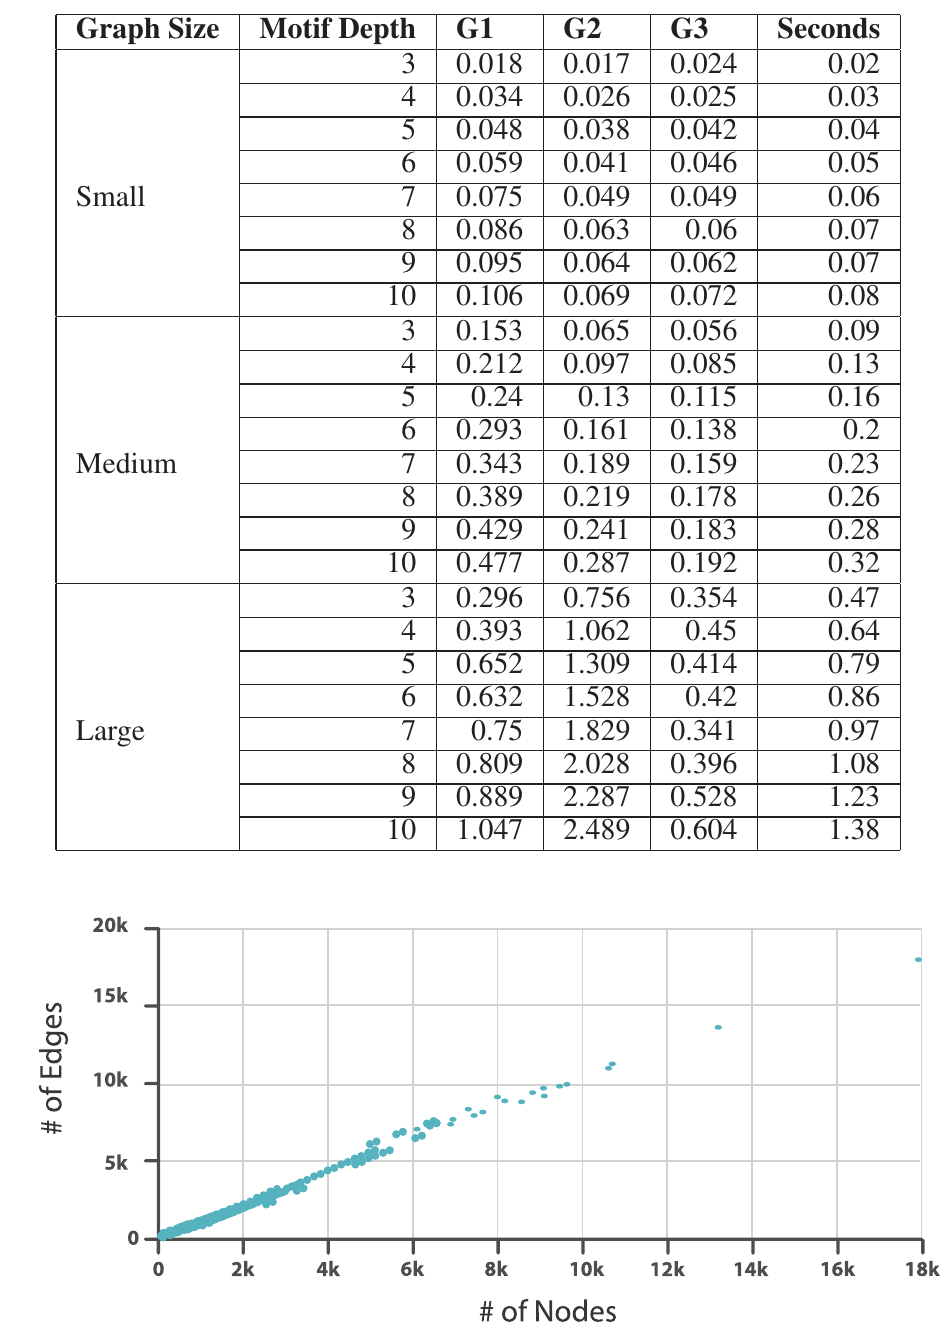 Graph Size Motif Depth G1 G2 G3 Seconds
3 0.018 0.017 0.024 0.02
4 0.034 0.026 0.025 0.03
5 0.048 0.038 0.042 0.04
6 0.059 0.041 0.046 0.05
Small 7 0.075 0.049 0.049 0.06
8 0.086 0.063 0.06 0.07
9 0.095 0.064 0.062 0.07
10 0.106 0.069 0.072 0.08
3 0.153 0.065 0.056 0.09
4 0.212 0.097 0.085 0.13
5 0.24 0.13 0.115 0.16
6 0.293 0.161 0.138 0.2
Medium 7 0.343 0.189 0.159 0.23
8 0.389 0.219 0.178 0.26
9 0.429 0.241 0.183 0.28
10 0.477 0.287 0.192 0.32
3 0.296 0.756 0.354 0.47
4 0.393 1.062 0.45 0.64
5 0.652 1.309 0.414 0.79
6 0.632 1.528 0.42 0.86
Large 7 0.75 1.829 0.341 0.97
8 0.809 2.028 0.396 1.08
9 0.889 2.287 0.528 1.23
10 1.047 2.489 0.604 1.38
# of Edges
20k
15k
10k
5k
0
0 2k 4k 6k 8k 10k 12k 14k 16k 18k
# of Nodes